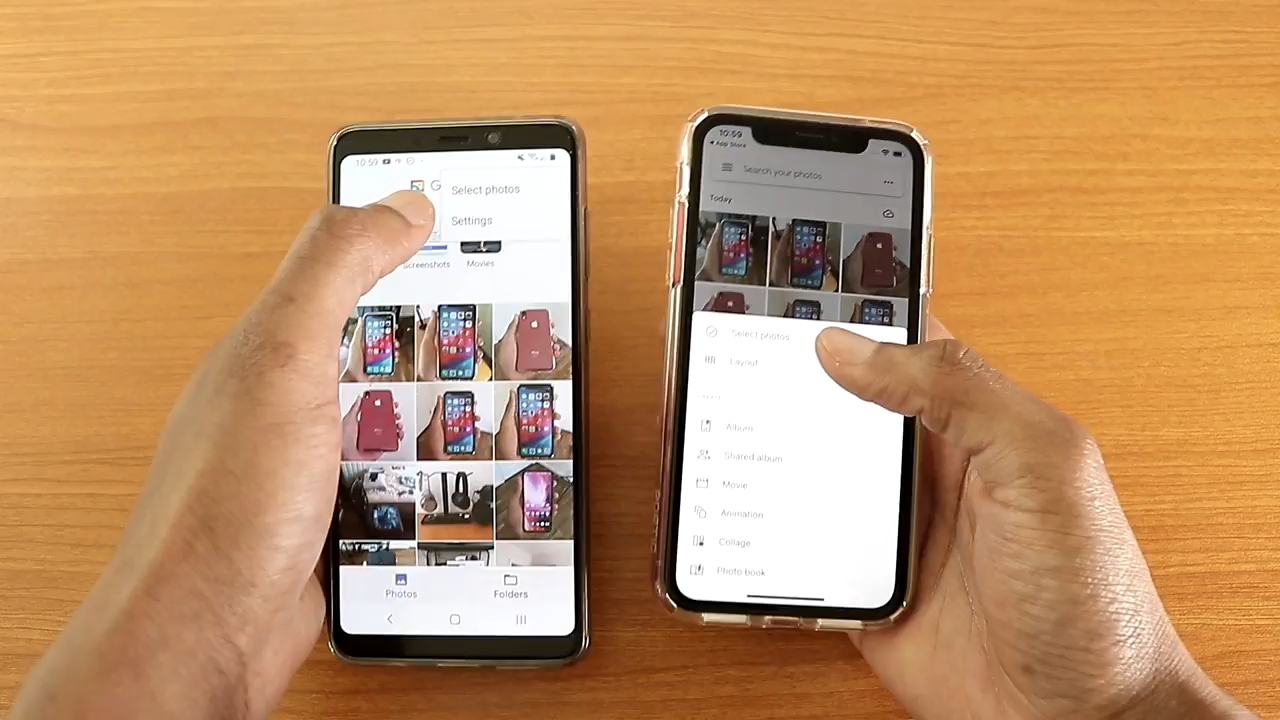 10:59
G
Select photos
Settings
Screenshots
Movies
Photos
Folders
10:59
App Store
Search your photos
Today
Select photos
Layout
Album
Shared album
Movie
Animation
Collage
Photo book